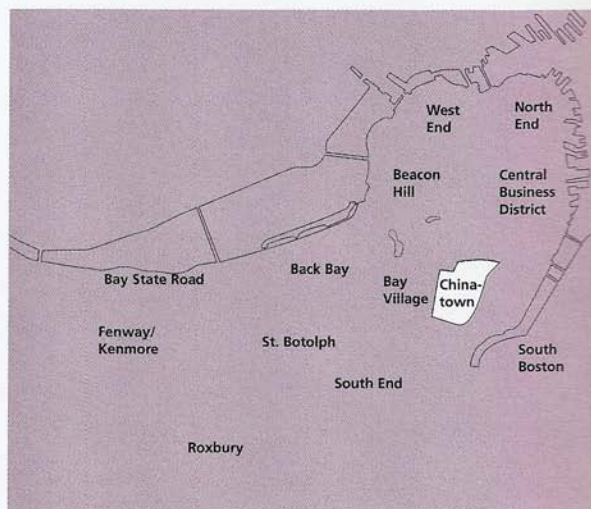 West
End
North
End
Beacon
Hill
Central
Business
District
Bay State Road
Back Bay
Bay
Village
China-
town
Fenway/
Kenmore
St. Botolph
South
Boston
South End
Roxbury